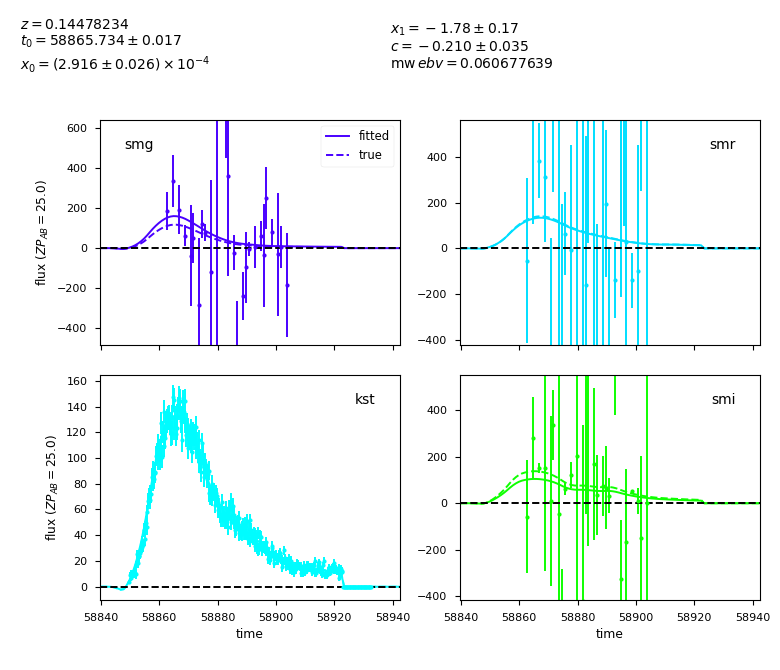 z = 0.14478234
t₀ = 58865.734 ± 0.017
x₀ = (2.916 ± 0.026) × 10⁻⁴
x₁ = −1.78 ± 0.17
c = −0.210 ± 0.035
mw ebv = 0.060677639
600
400
200
0
−200
−400
flux (ZP_AB = 25.0)
smg
fitted
true
400
200
0
−200
−400
smr
160
140
120
100
80
60
40
20
0
flux (ZP_AB = 25.0)
kst
58840 58860 58880 58900 58920 58940
time
400
200
0
−200
−400
smi
58840 58860 58880 58900 58920 58940
time